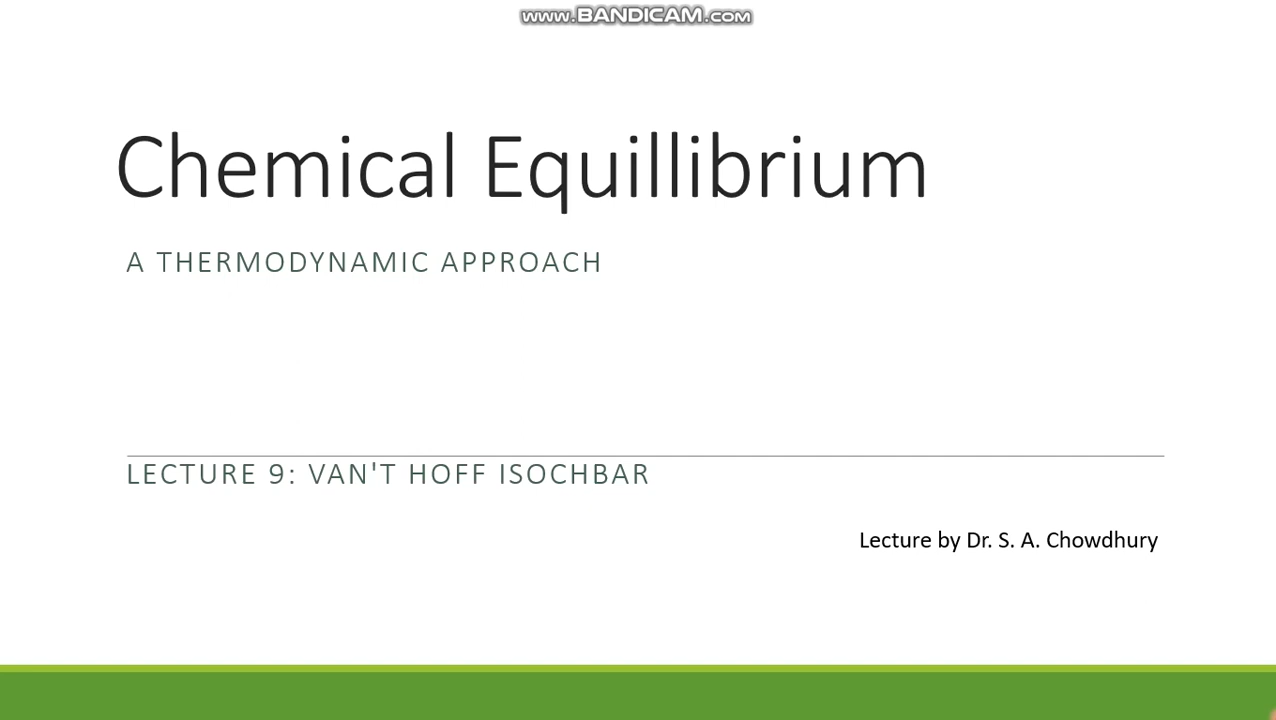 www.BANDICAM.com
Chemical Equillibrium
A THERMODYNAMIC APPROACH
LECTURE 9: VAN'T HOFF ISOCHBAR
Lecture by Dr. S. A. Chowdhury